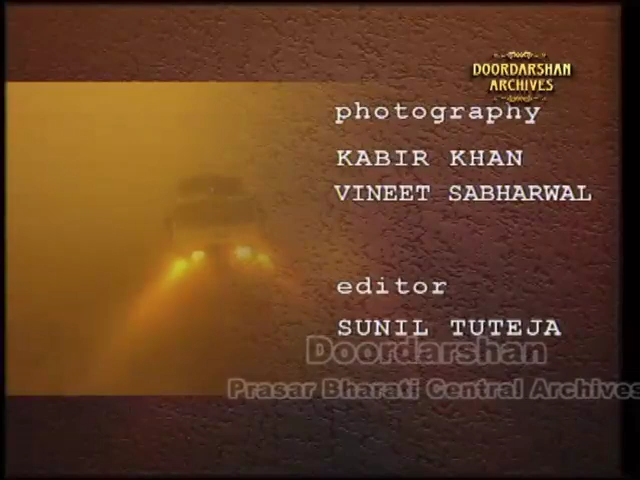 DOORDARSHAN
ARCHIVES
photography
KABIR KHAN
VINEET SABHARWAL
editor
SUNIL TUTEJA
Doordarshan
Prasar Bharati Central Archives